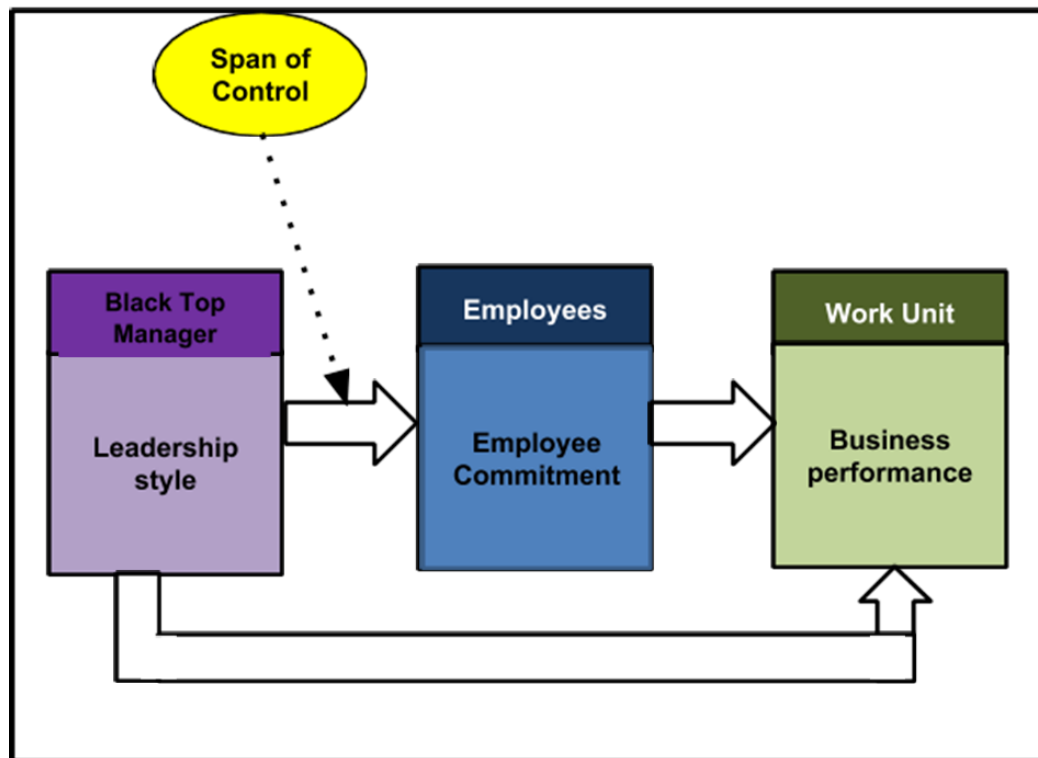 Span of
Control
Black Top
Manager
Leadership
style
Employees
Employee
Commitment
Work Unit
Business
performance